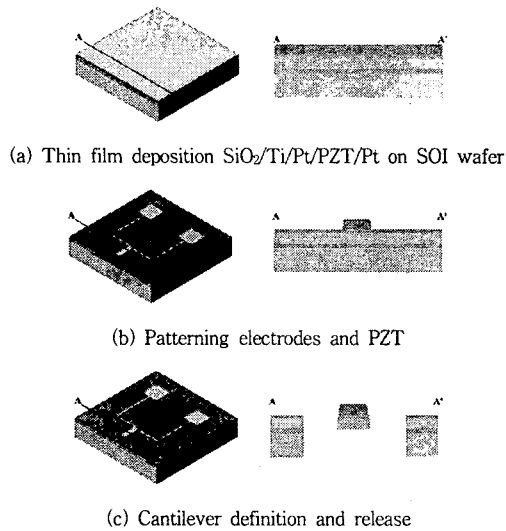 A A A'
(a) Thin film deposition SiO₂/Ti/Pt/PZT/Pt on SOI wafer
A A A'
(b) Patterning electrodes and PZT
A A A'
(c) Cantilever definition and release